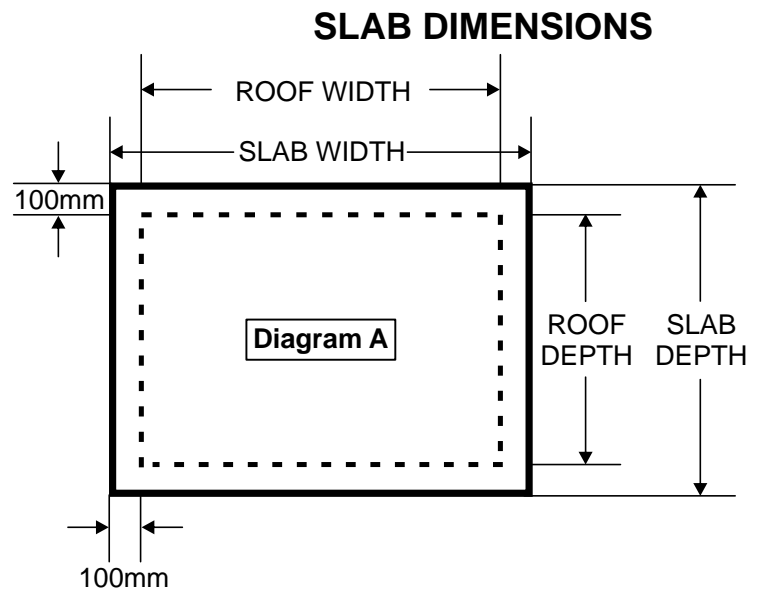 SLAB DIMENSIONS
ROOF WIDTH
SLAB WIDTH
100mm
Diagram A
ROOF
DEPTH
SLAB
DEPTH
100mm